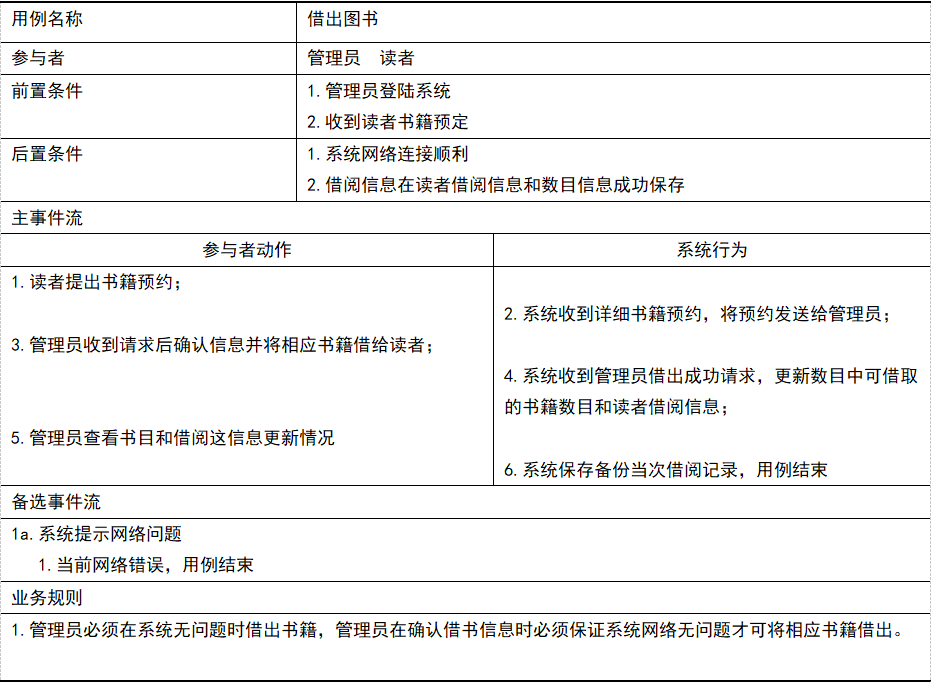 用例名称
借出图书
参与者
管理员 读者
前置条件
1.管理员登陆系统
2.收到读者书籍预定
后置条件
1.系统网络连接顺利
2.借阅信息在读者借阅信息和数目信息成功保存
主事件流
参与者动作
系统行为
1.读者提出书籍预约；
2.系统收到详细书籍预约，将预约发送给管理员；
3.管理员收到请求后确认信息并将相应书籍借给读者；
4.系统收到管理员借出成功请求，更新数目中可借取
的书籍数目和读者借阅信息；
5.管理员查看书目和借阅这信息更新情况
6.系统保存备份当次借阅记录，用例结束
备选事件流
1a.系统提示网络问题
1.当前网络错误，用例结束
业务规则
1.管理员必须在系统无问题时借出书籍，管理员在确认借书信息时必须保证系统网络无问题才可将相应书籍借出。